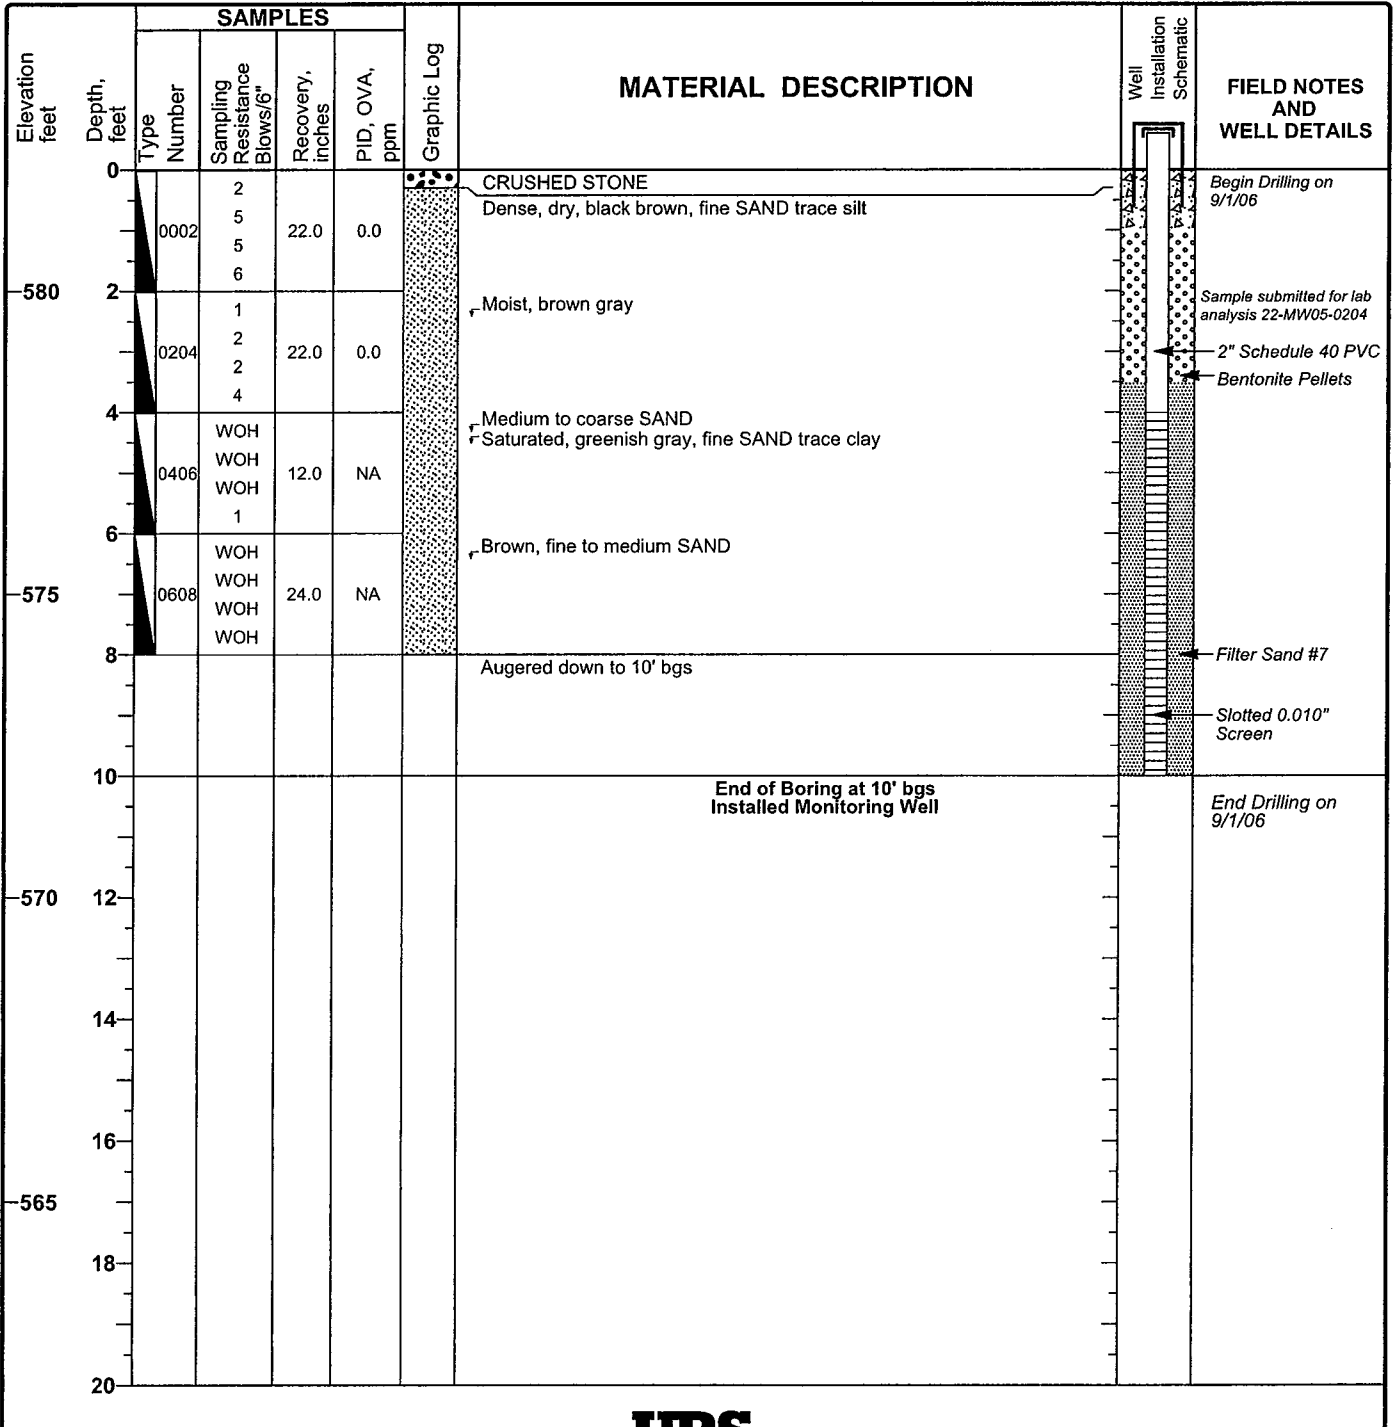 SAMPLES
Elevation
feet
Depth,
feet
Type
Number
Sampling
Resistance
Blows/6"
Recovery,
inches
PID, OVA,
ppm
Graphic Log
MATERIAL DESCRIPTION
Well
Installation
Schematic
FIELD NOTES
AND
WELL DETAILS
0
2
5
5
6
0002
22.0
0.0
CRUSHED STONE
Dense, dry, black brown, fine SAND trace silt
Begin Drilling on
9/1/06
580
2
1
2
2
4
0204
22.0
0.0
Moist, brown gray
Sample submitted for lab
analysis 22-MW05-0204
2" Schedule 40 PVC
Bentonite Pellets
4
WOH
WOH
WOH
1
0406
12.0
NA
Medium to coarse SAND
Saturated, greenish gray, fine SAND trace clay
6
WOH
WOH
WOH
WOH
0608
24.0
NA
Brown, fine to medium SAND
575
8
Augered down to 10' bgs
Filter Sand #7
Slotted 0.010"
Screen
10
End of Boring at 10' bgs
Installed Monitoring Well
End Drilling on
9/1/06
570
12
14
16
565
18
20
URS